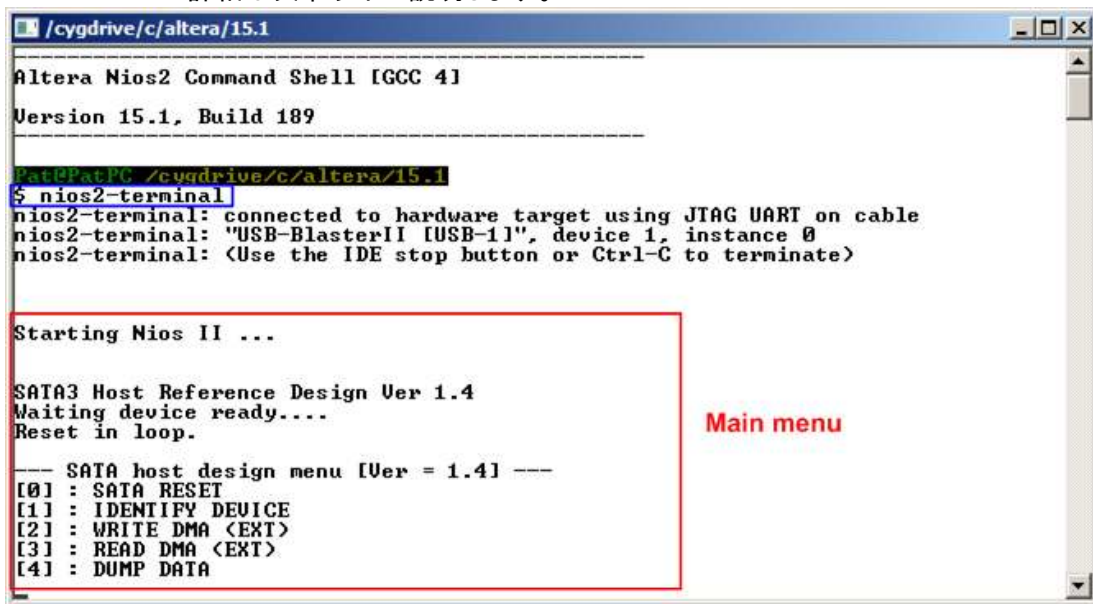 /cygdrive/c/altera/15.1
Altera Nios2 Command Shell [GCC 4]
Version 15.1, Build 189
Pat@PatPC /cygdrive/c/altera/15.1
$ nios2-terminal
nios2-terminal: connected to hardware target using JTAG UART on cable
nios2-terminal: "USB-BlasterII [USB-1]", device 1, instance 0
nios2-terminal: (Use the IDE stop button or Ctrl-C to terminate)
Starting Nios II ...
SATA3 Host Reference Design Ver 1.4
Waiting device ready....
Reset in loop.
Main menu
--- SATA host design menu [Ver = 1.4] ---
[0] : SATA RESET
[1] : IDENTIFY DEVICE
[2] : WRITE DMA (EXT)
[3] : READ DMA (EXT)
[4] : DUMP DATA